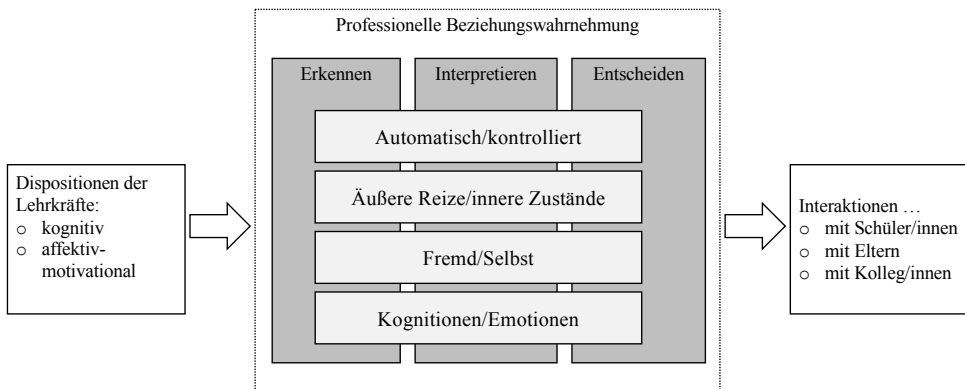 Professionelle Beziehungswahrnehmung
Erkennen
Interpretieren
Entscheiden
Automatisch/kontrolliert
Äußere Reize/innere Zustände
Fremd/Selbst
Kognitionen/Emotionen
Dispositionen der
Lehrkräfte:
o kognitiv
o affektiv-
motivational
Interaktionen …
o mit Schüler/innen
o mit Eltern
o mit Kolleg/innen